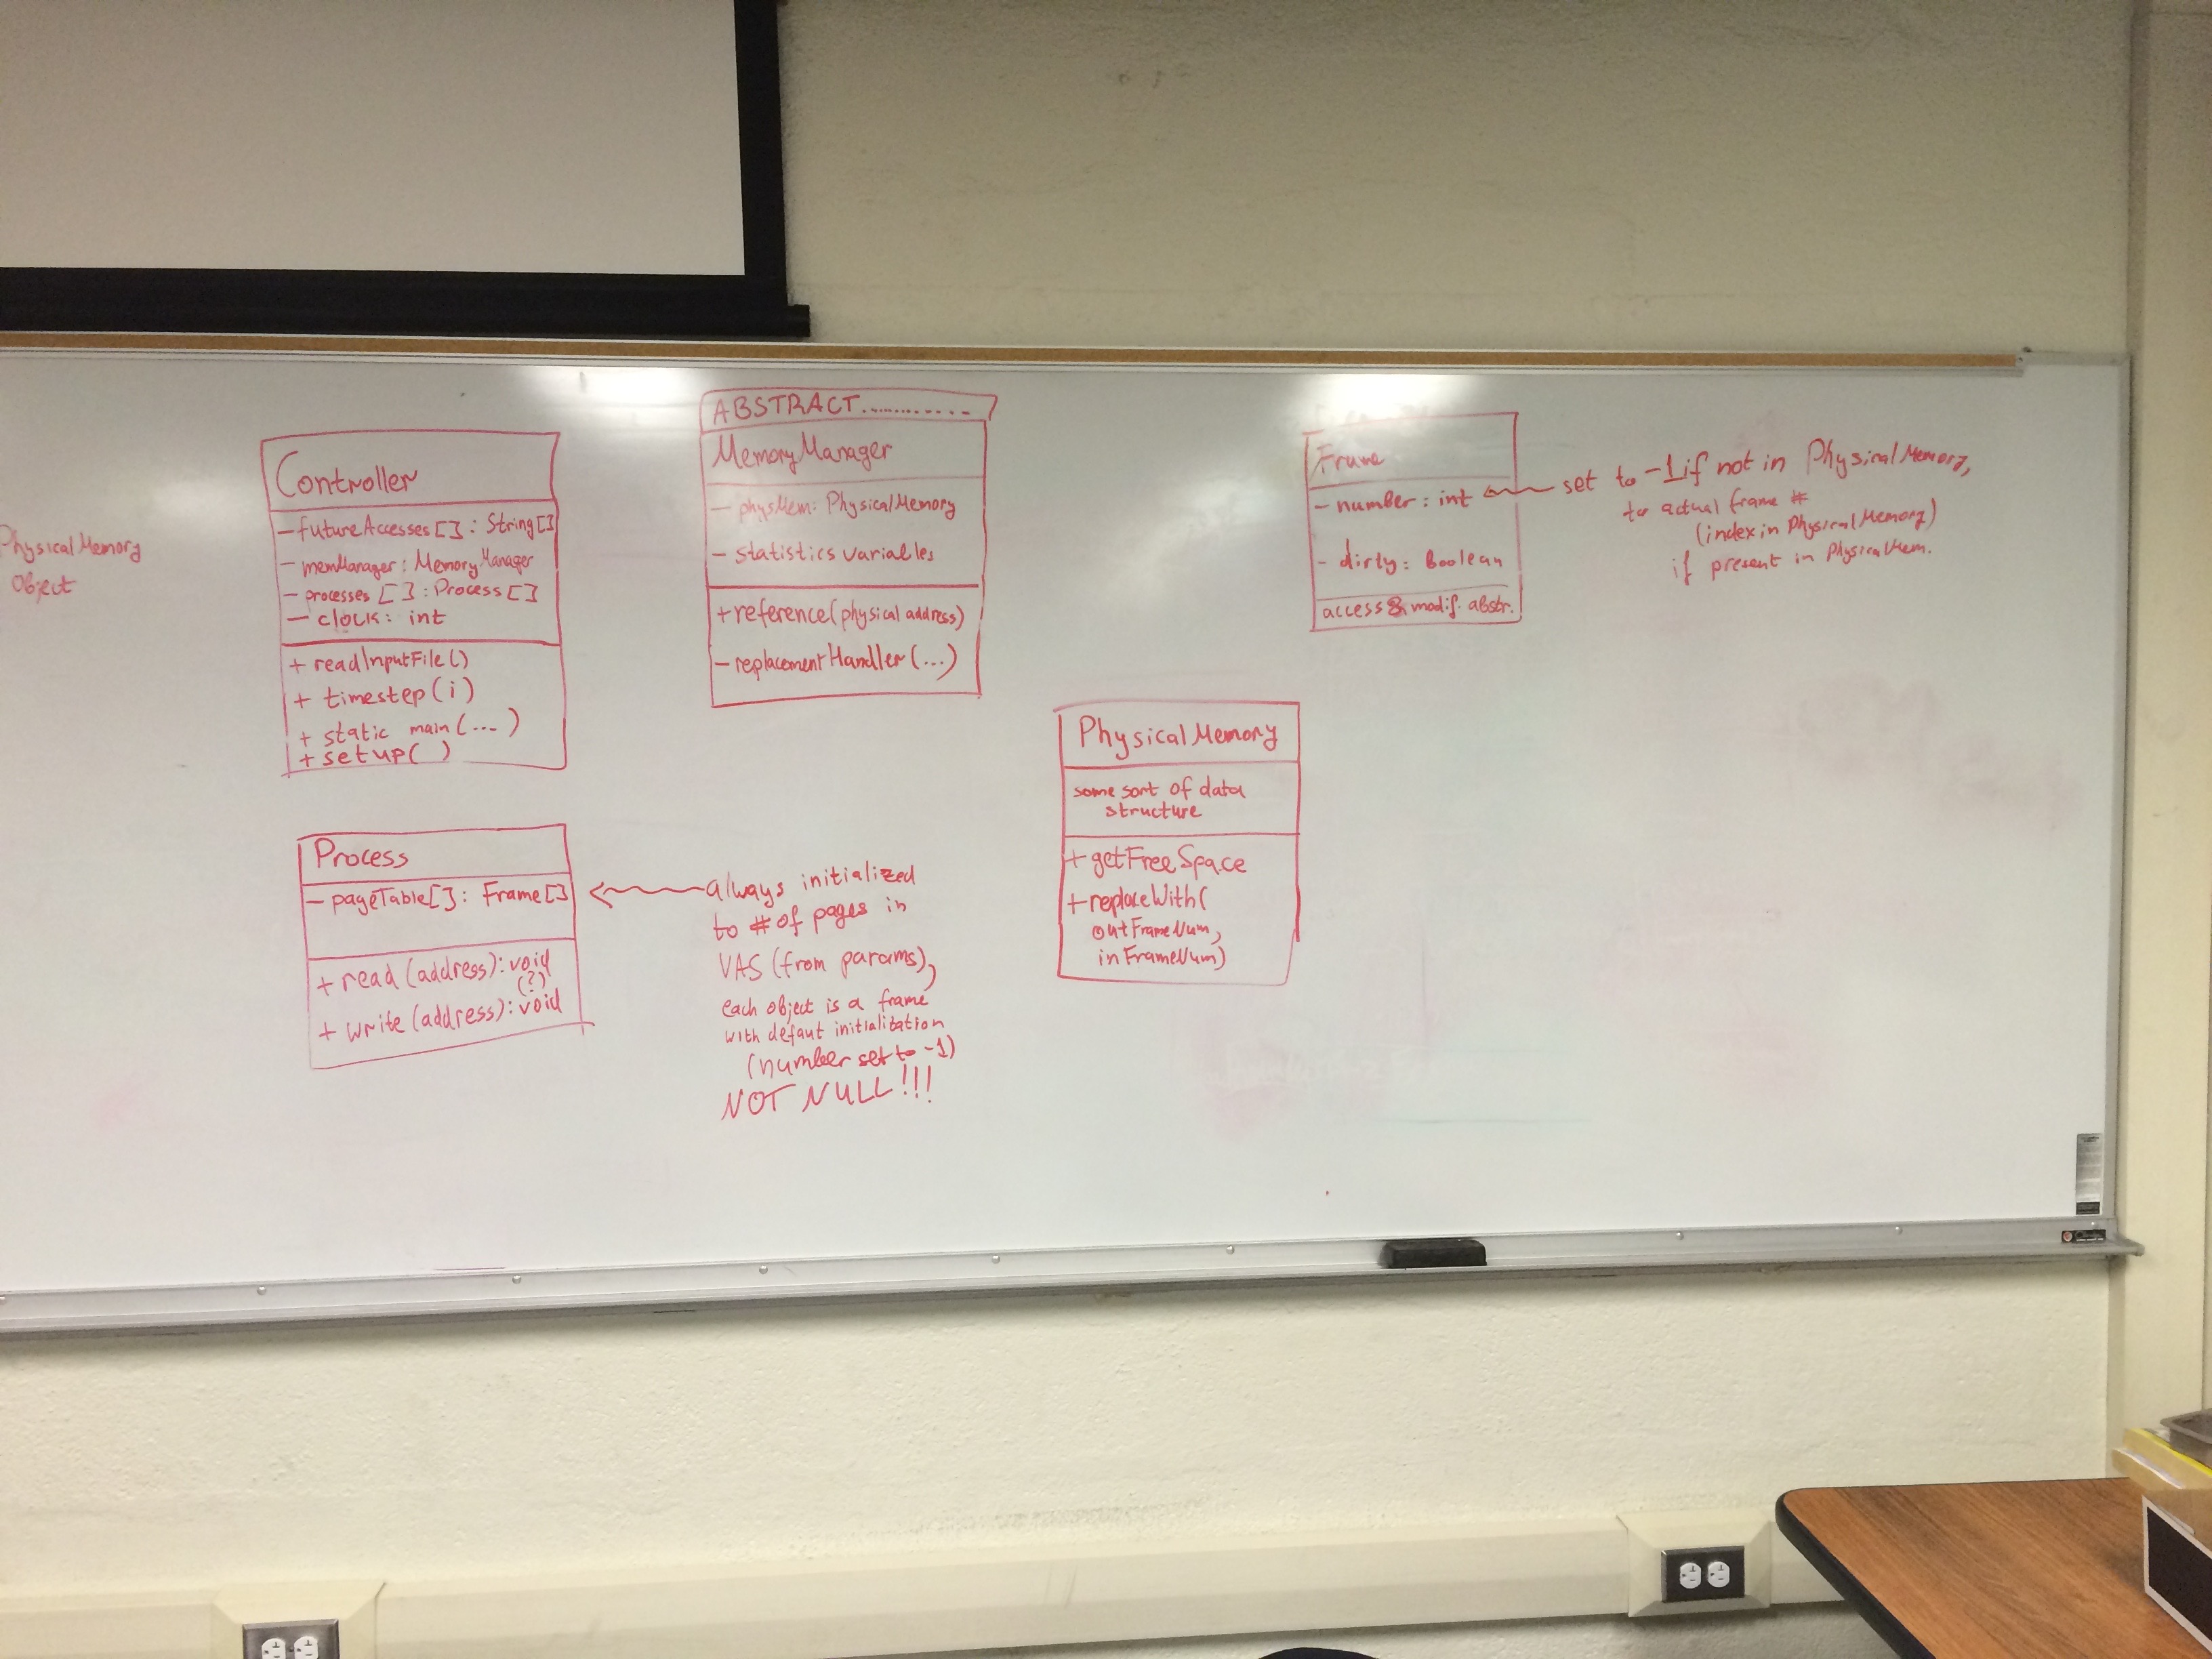 PhysicalMemory
Object
Controller
- futureAccesses[] : String[]
- memManager : MemoryManager
- processes [] : Process[]
- clock : int
+ readInputFile()
+ timestep(i)
+ static main(...)
+ setup( )
ABSTRACT............
MemoryManager
- physMem: PhysicalMemory
- statistics variables
+ reference(physical address)
- replacementHandler(...)
Frame
- number : int
- dirty : Boolean
access & modif. abstr.
set to -1 if not in PhysicalMemory,
to actual frame #
(index in PhysicalMemory)
if present in PhysicalMem.
Process
- pageTable[] : Frame[]
+ read (address) : void
(?)
+ write (address) : void
always initialized
to # of pages in
VAS (from params),
each object is a frame
with defaut initialitation
(number set to -1)
NOT NULL!!!
PhysicalMemory
some sort of data
structure
+ getFreeSpace
+ replaceWith(
outFrameNum,
inFrameNum)